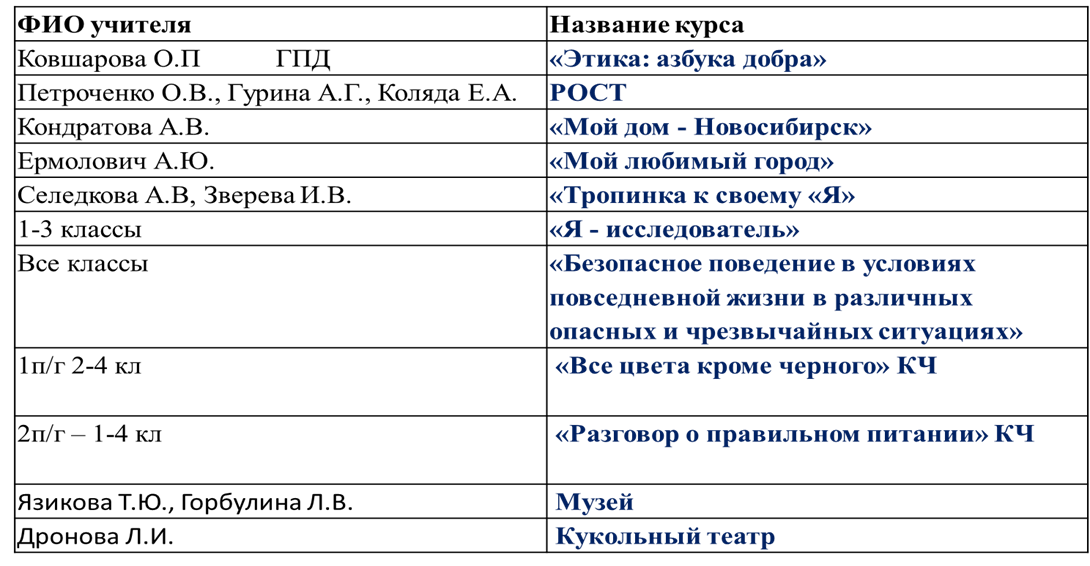 ФИО учителя Название курса
Ковшарова О.П ГПД «Этика: азбука добра»
Петроченко О.В., Гурина А.Г., Коляда Е.А. РОСТ
Кондратова А.В. «Мой дом - Новосибирск»
Ермолович А.Ю. «Мой любимый город»
Селедкова А.В, Зверева И.В. «Тропинка к своему «Я»
1-3 классы «Я - исследователь»
Все классы «Безопасное поведение в условиях
повседневной жизни в различных
опасных и чрезвычайных ситуациях»
1п/г 2-4 кл «Все цвета кроме черного» КЧ
2п/г – 1-4 кл «Разговор о правильном питании» КЧ
Язикова Т.Ю., Горбулина Л.В. Музей
Дронова Л.И. Кукольный театр